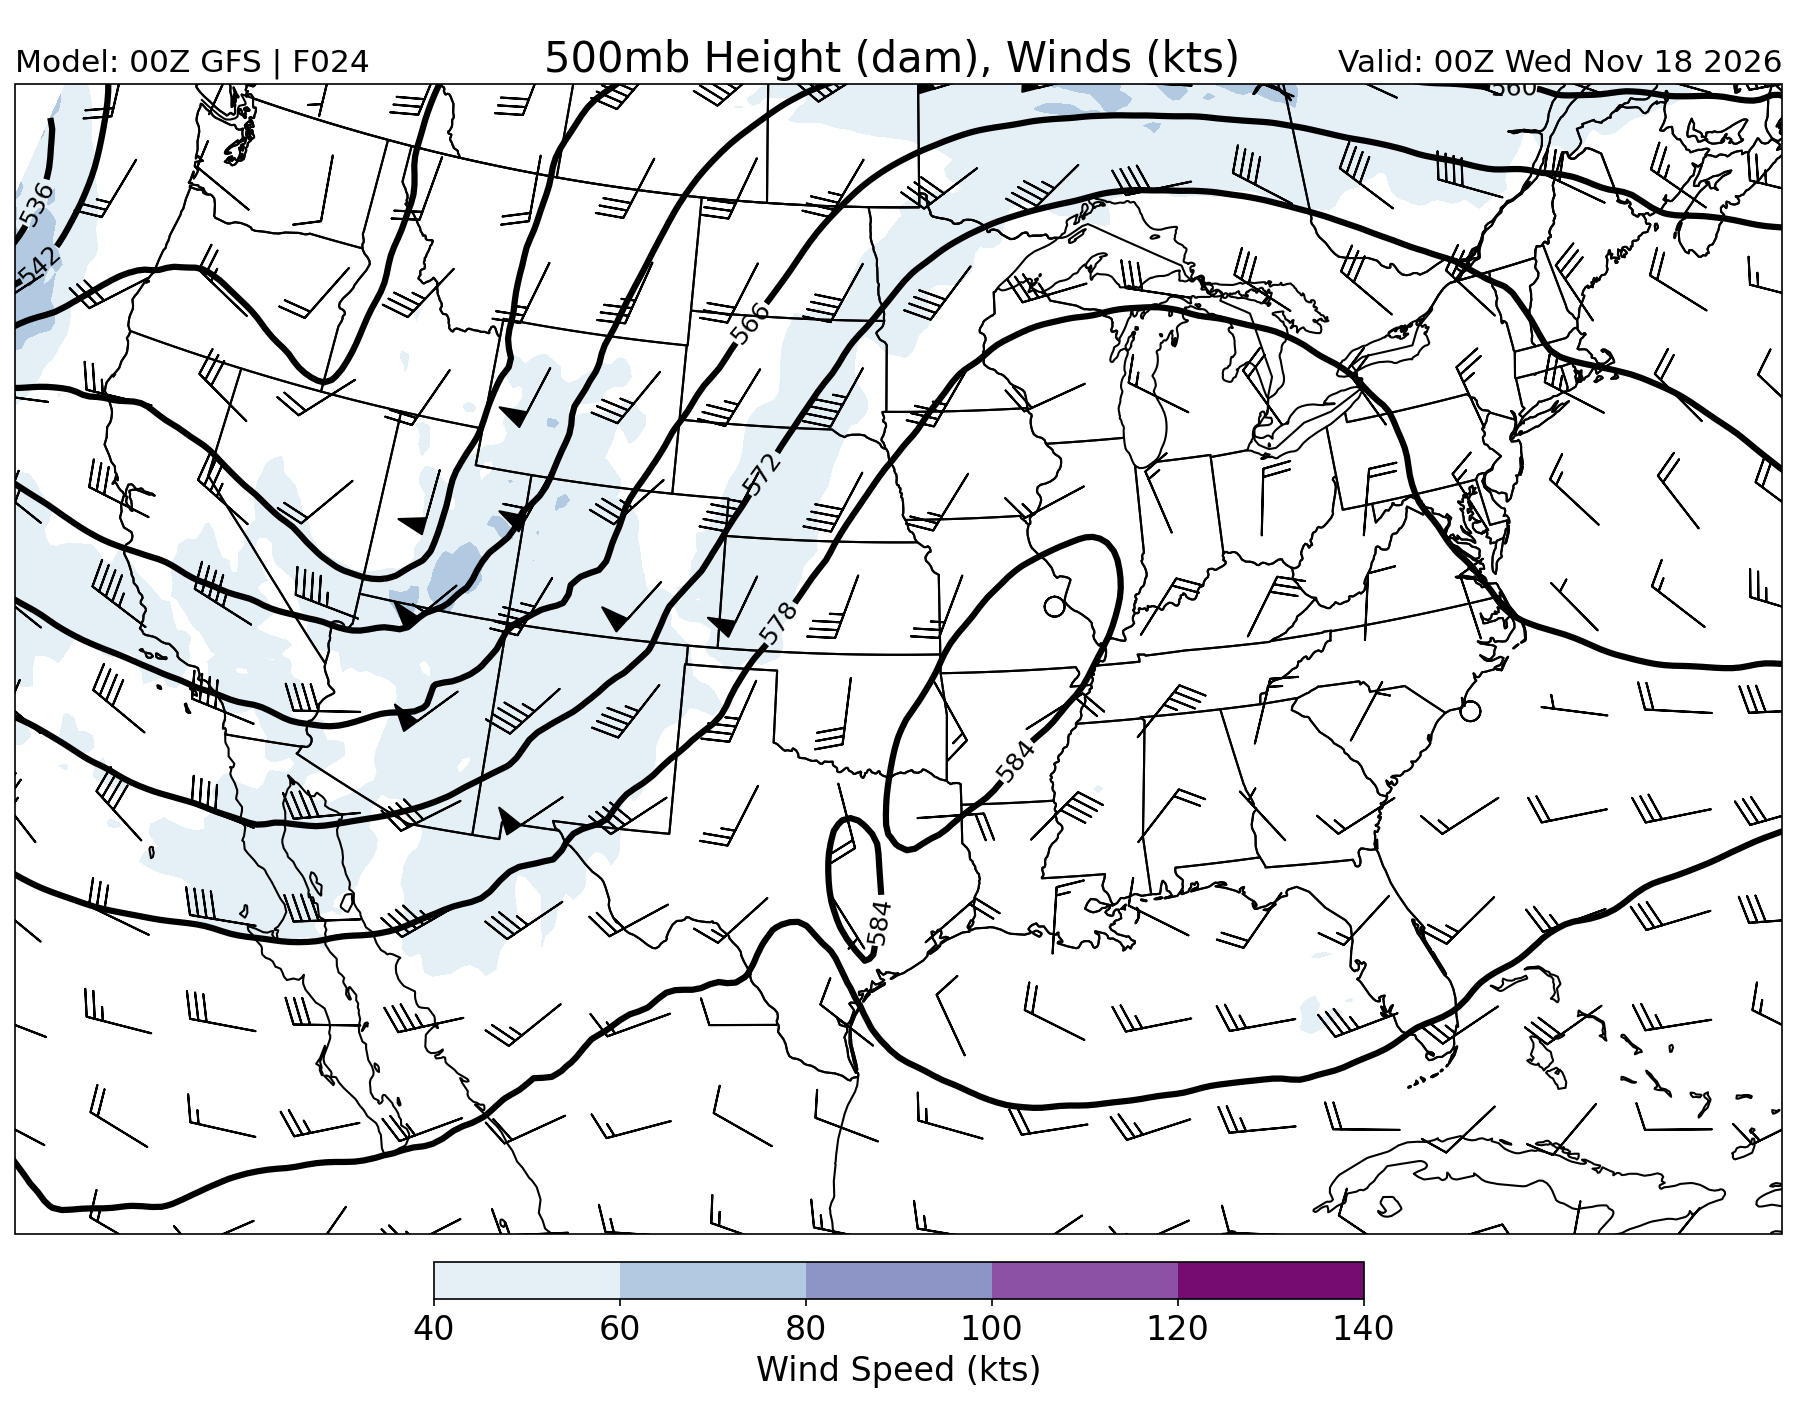 Model: 00Z GFS | F024
500mb Height (dam), Winds (kts)
Valid: 00Z Wed Nov 18 2026
560
536
542
566
572
578
584
584
40 60 80 100 120 140
Wind Speed (kts)